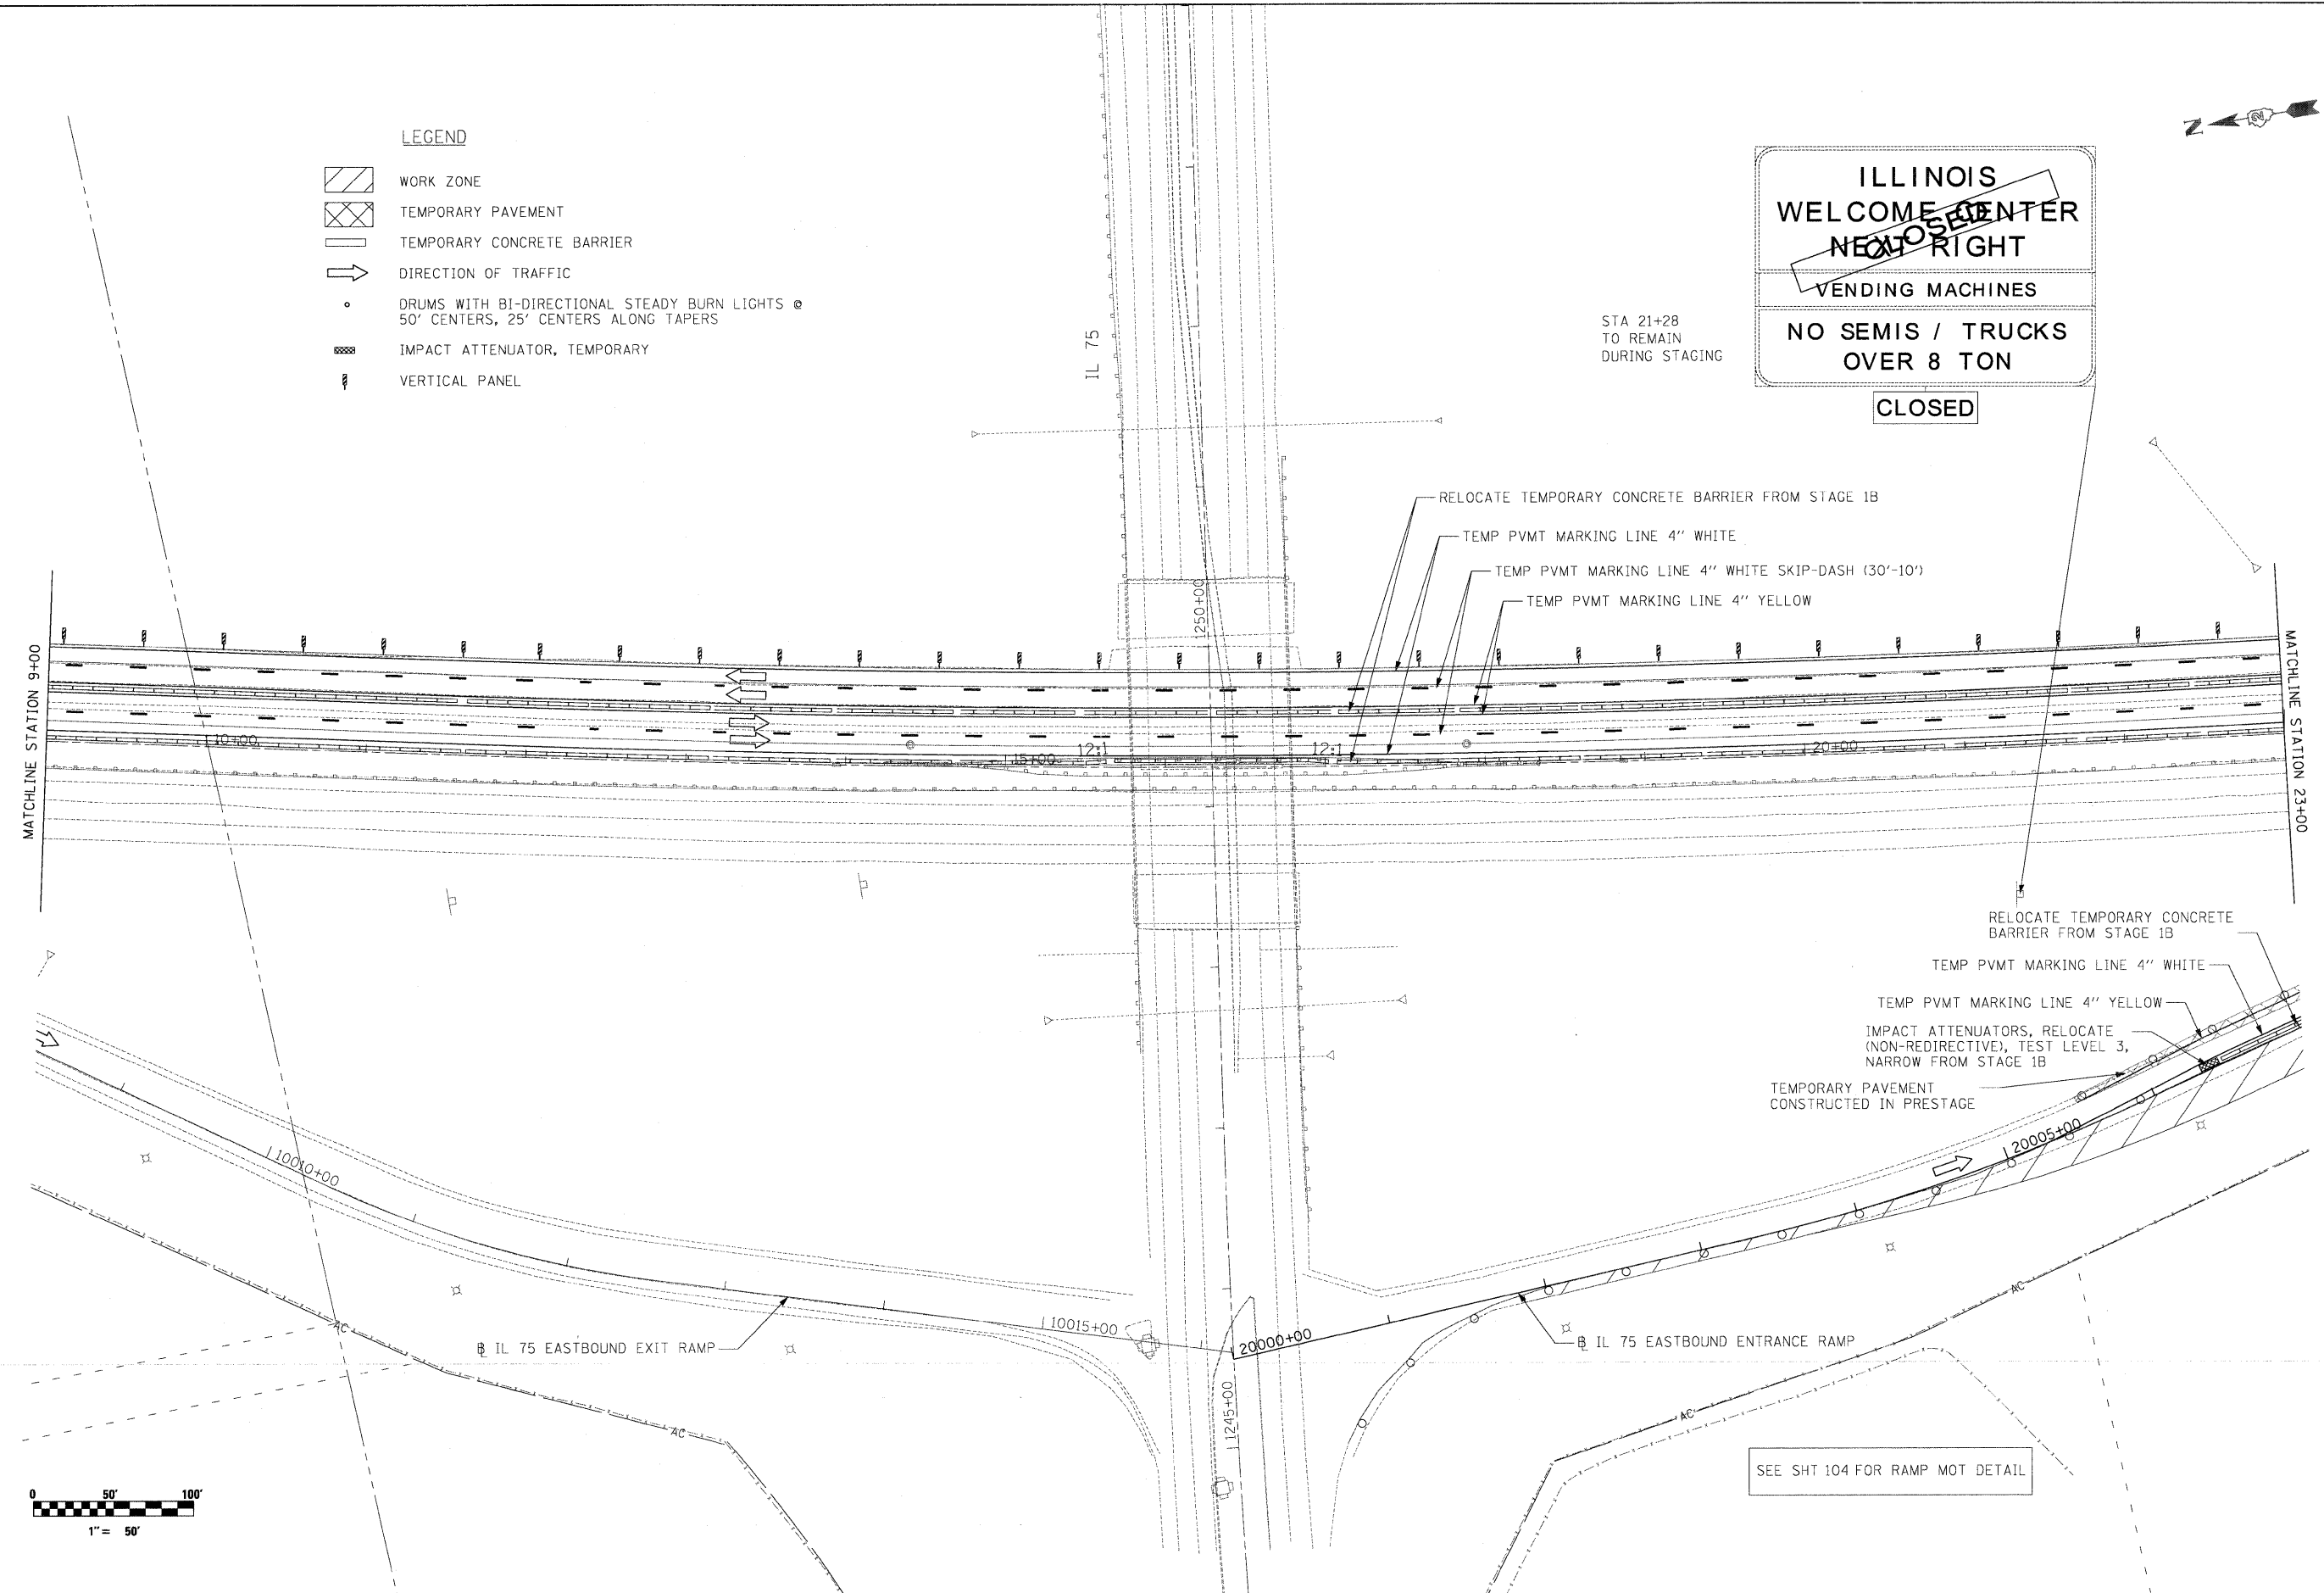 LEGEND
WORK ZONE
TEMPORARY PAVEMENT
TEMPORARY CONCRETE BARRIER
DIRECTION OF TRAFFIC
DRUMS WITH BI-DIRECTIONAL STEADY BURN LIGHTS @
50' CENTERS, 25' CENTERS ALONG TAPERS
IMPACT ATTENUATOR, TEMPORARY
VERTICAL PANEL
IL 75
N
ILLINOIS
WELCOME CENTER
NEXT RIGHT
CLOSED
VENDING MACHINES
NO SEMIS / TRUCKS
OVER 8 TON
CLOSED
STA 21+28
TO REMAIN
DURING STAGING
RELOCATE TEMPORARY CONCRETE BARRIER FROM STAGE 1B
TEMP PVMT MARKING LINE 4" WHITE
TEMP PVMT MARKING LINE 4" WHITE SKIP-DASH (30'-10')
TEMP PVMT MARKING LINE 4" YELLOW
1250+00
MATCHLINE STATION 9+00
MATCHLINE STATION 23+00
10+00
15+00
12:1
12:1
20+00
RELOCATE TEMPORARY CONCRETE
BARRIER FROM STAGE 1B
TEMP PVMT MARKING LINE 4" WHITE
TEMP PVMT MARKING LINE 4" YELLOW
IMPACT ATTENUATORS, RELOCATE
(NON-REDIRECTIVE), TEST LEVEL 3,
NARROW FROM STAGE 1B
TEMPORARY PAVEMENT
CONSTRUCTED IN PRESTAGE
10010+00
20005+00
10015+00
20000+00
AC
AC
AC
AC
℄ IL 75 EASTBOUND EXIT RAMP
℄ IL 75 EASTBOUND ENTRANCE RAMP
1245+00
SEE SHT 104 FOR RAMP MOT DETAIL
0 50' 100'
1" = 50'